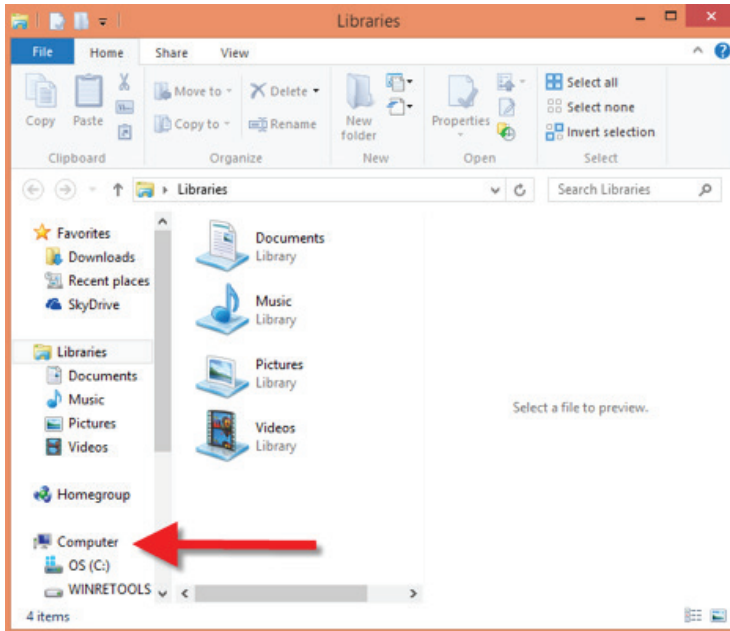 Libraries
File Home Share View
Copy
Paste
Clipboard
Move to
Copy to
Delete
Rename
Organize
New folder
New
Properties
Open
Select all
Select none
Invert selection
Select
Libraries
Search Libraries
Favorites
Downloads
Recent places
SkyDrive
Libraries
Documents
Music
Pictures
Videos
Homegroup
Computer
OS (C:)
WINRETOOLS
Documents
Library
Music
Library
Pictures
Library
Videos
Library
Select a file to preview.
4 items